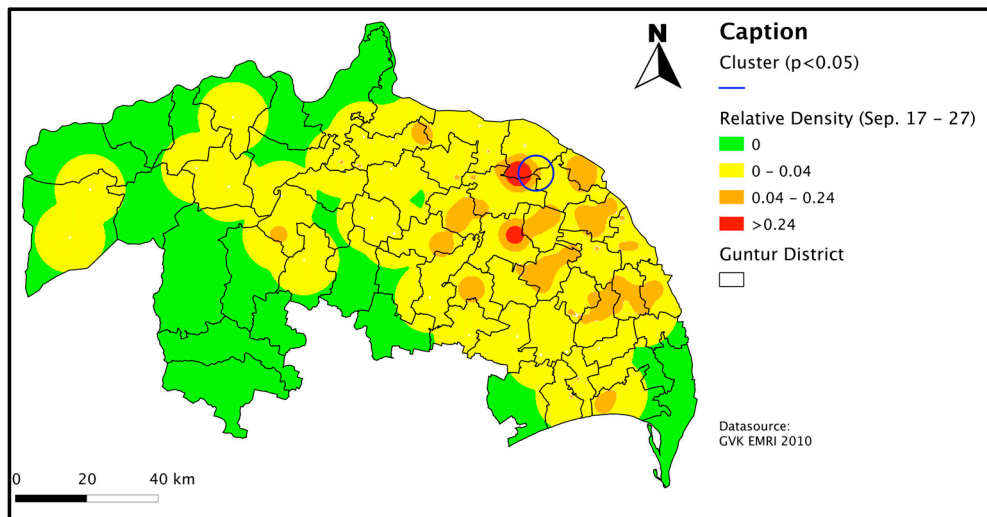 N
Caption
Cluster (p<0.05)
Relative Density (Sep. 17 – 27)
0
0 – 0.04
0.04 – 0.24
>0.24
Guntur District
Datasource:
GVK EMRI 2010
0 20 40 km